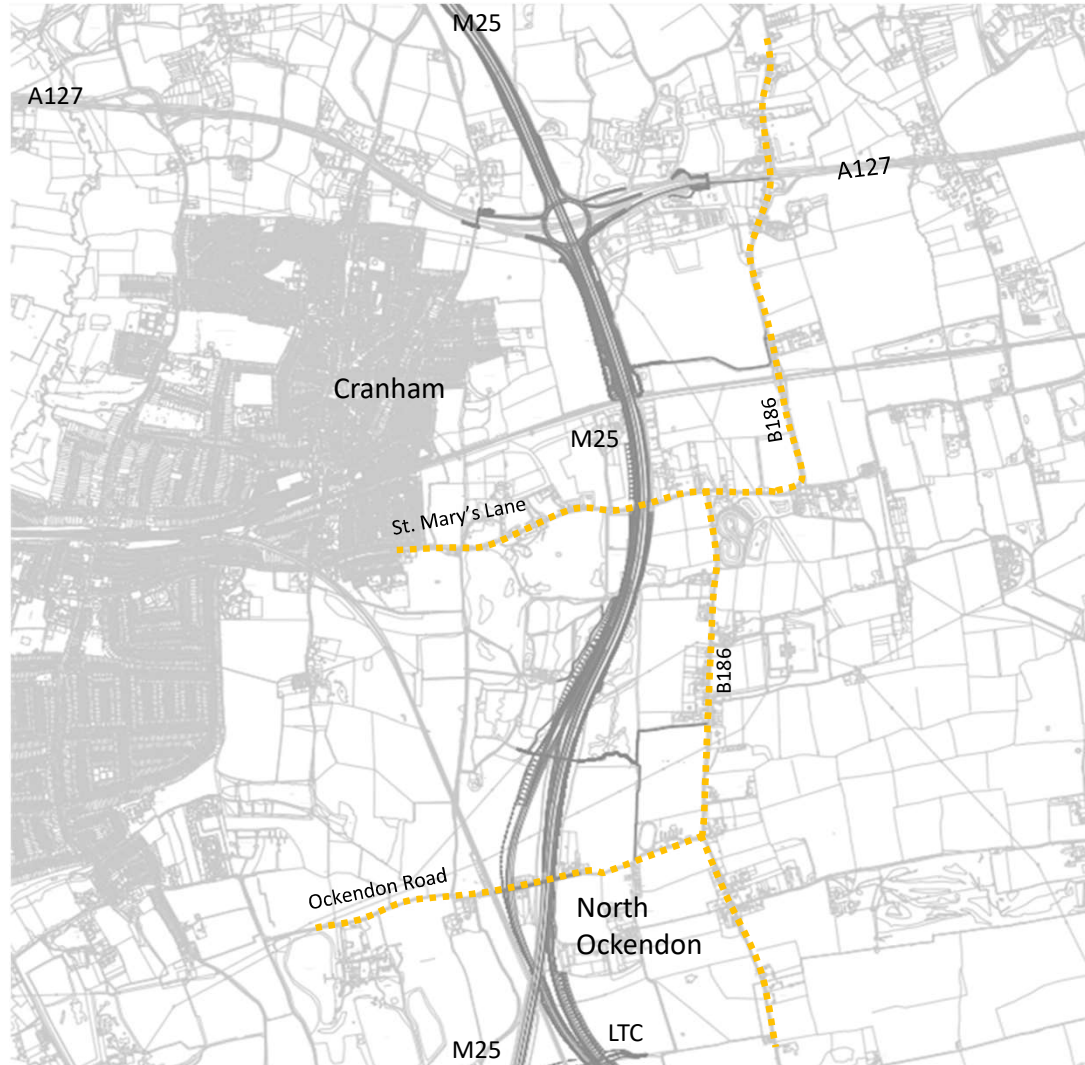 M25
A127
A127
Cranham
B186
M25
St. Mary's Lane
B186
Ockendon Road
North
Ockendon
LTC
M25